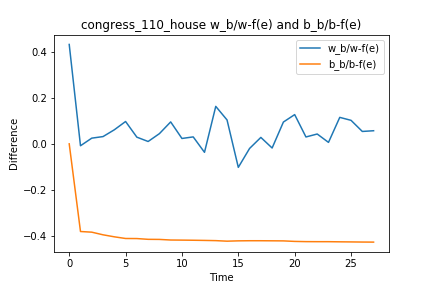 congress_110_house w_b/w-f(e) and b_b/b-f(e)
w_b/w-f(e)
b_b/b-f(e)
Difference
0.4
0.2
0.0
−0.2
−0.4
0
5
10
15
20
25
Time